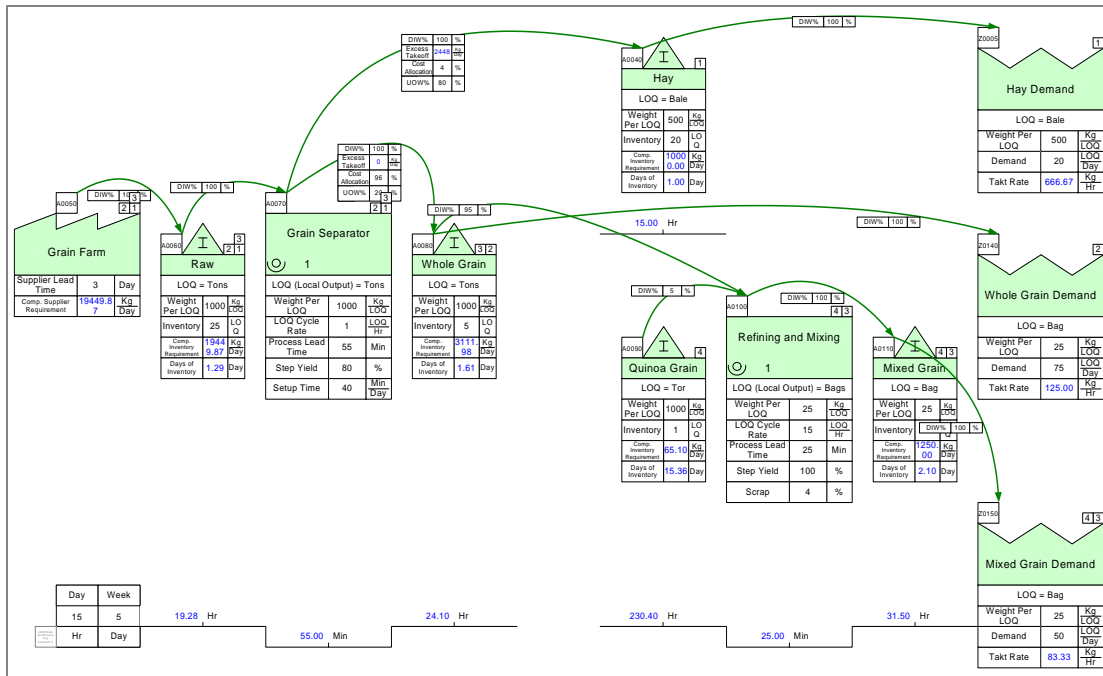 DIW% 100 %
Excess Takeoff 2448 Kg Day
Cost Allocation 4 %
UOW% 80 %
DIW% 100 %
A0040
I
1
Hay
LOQ = Bale
Weight Per LOQ 500 Kg LOQ
Inventory 20 LO Q
Comp. Inventory Requirement 1000 0.00 Kg Day
Days of Inventory 1.00 Day
Z0005
1
Hay Demand
LOQ = Bale
Weight Per LOQ 500 Kg LOQ
Demand 20 LOQ Day
Takt Rate 666.67 Kg Hr
A0050
3
2 1
Grain Farm
Supplier Lead Time 3 Day
Comp. Supplier Requirement 19449.8 7 Kg Day
DIW% %
DIW% 100 %
A0060
I
3
2 1
Raw
LOQ = Tons
Weight Per LOQ 1000 Kg LOQ
Inventory 25 LO Q
Comp. Inventory Requirement 1944 9.87 Kg Day
Days of Inventory 1.29 Day
DIW% 100 %
Excess Takeoff 0 Kg Day
Cost Allocation 96 %
UOW% %
A0070
3
2 1
Grain Separator
1
LOQ (Local Output) = Tons
Weight Per LOQ 1000 Kg LOQ
LOQ Cycle Rate 1 LOQ Hr
Process Lead Time 55 Min
Step Yield 80 %
Setup Time 40 Min Day
DIW% 95 %
A0080
I
3 2
Whole Grain
LOQ = Tons
Weight Per LOQ 1000 Kg LOQ
Inventory 5 LO Q
Comp. Inventory Requirement 3111. 98 Kg Day
Days of Inventory 1.61 Day
15.00 Hr
DIW% 100 %
Z0140
2
Whole Grain Demand
LOQ = Bag
Weight Per LOQ 25 Kg LOQ
Demand 75 LOQ Day
Takt Rate 125.00 Kg Hr
DIW% 5 %
A0090
I
4
Quinoa Grain
LOQ = Tor
Weight Per LOQ 1000 Kg LOQ
Inventory 1 LO Q
Comp. Inventory Requirement 65.10 Kg Day
Days of Inventory 15.36 Day
A0100
4 3
Refining and Mixing
1
LOQ (Local Output) = Bags
Weight Per LOQ 25 Kg LOQ
LOQ Cycle Rate 15 LOQ Hr
Process Lead Time 25 Min
Step Yield 100 %
Scrap 4 %
DIW% 100 %
A0110
I
4 3
Mixed Grain
LOQ = Bag
Weight Per LOQ 25 Kg LOQ
Inventory Q
DIW% 100 %
Comp. Inventory Requirement 1250. 00 Kg Day
Days of Inventory 2.10 Day
Z0150
4 3
Mixed Grain Demand
LOQ = Bag
Weight Per LOQ 25 Kg LOQ
Demand 50 LOQ Day
Takt Rate 83.33 Kg Hr
Day Week
15 5
Hr Day
19.28 Hr
55.00 Min
24.10 Hr
230.40 Hr
25.00 Min
31.50 Hr